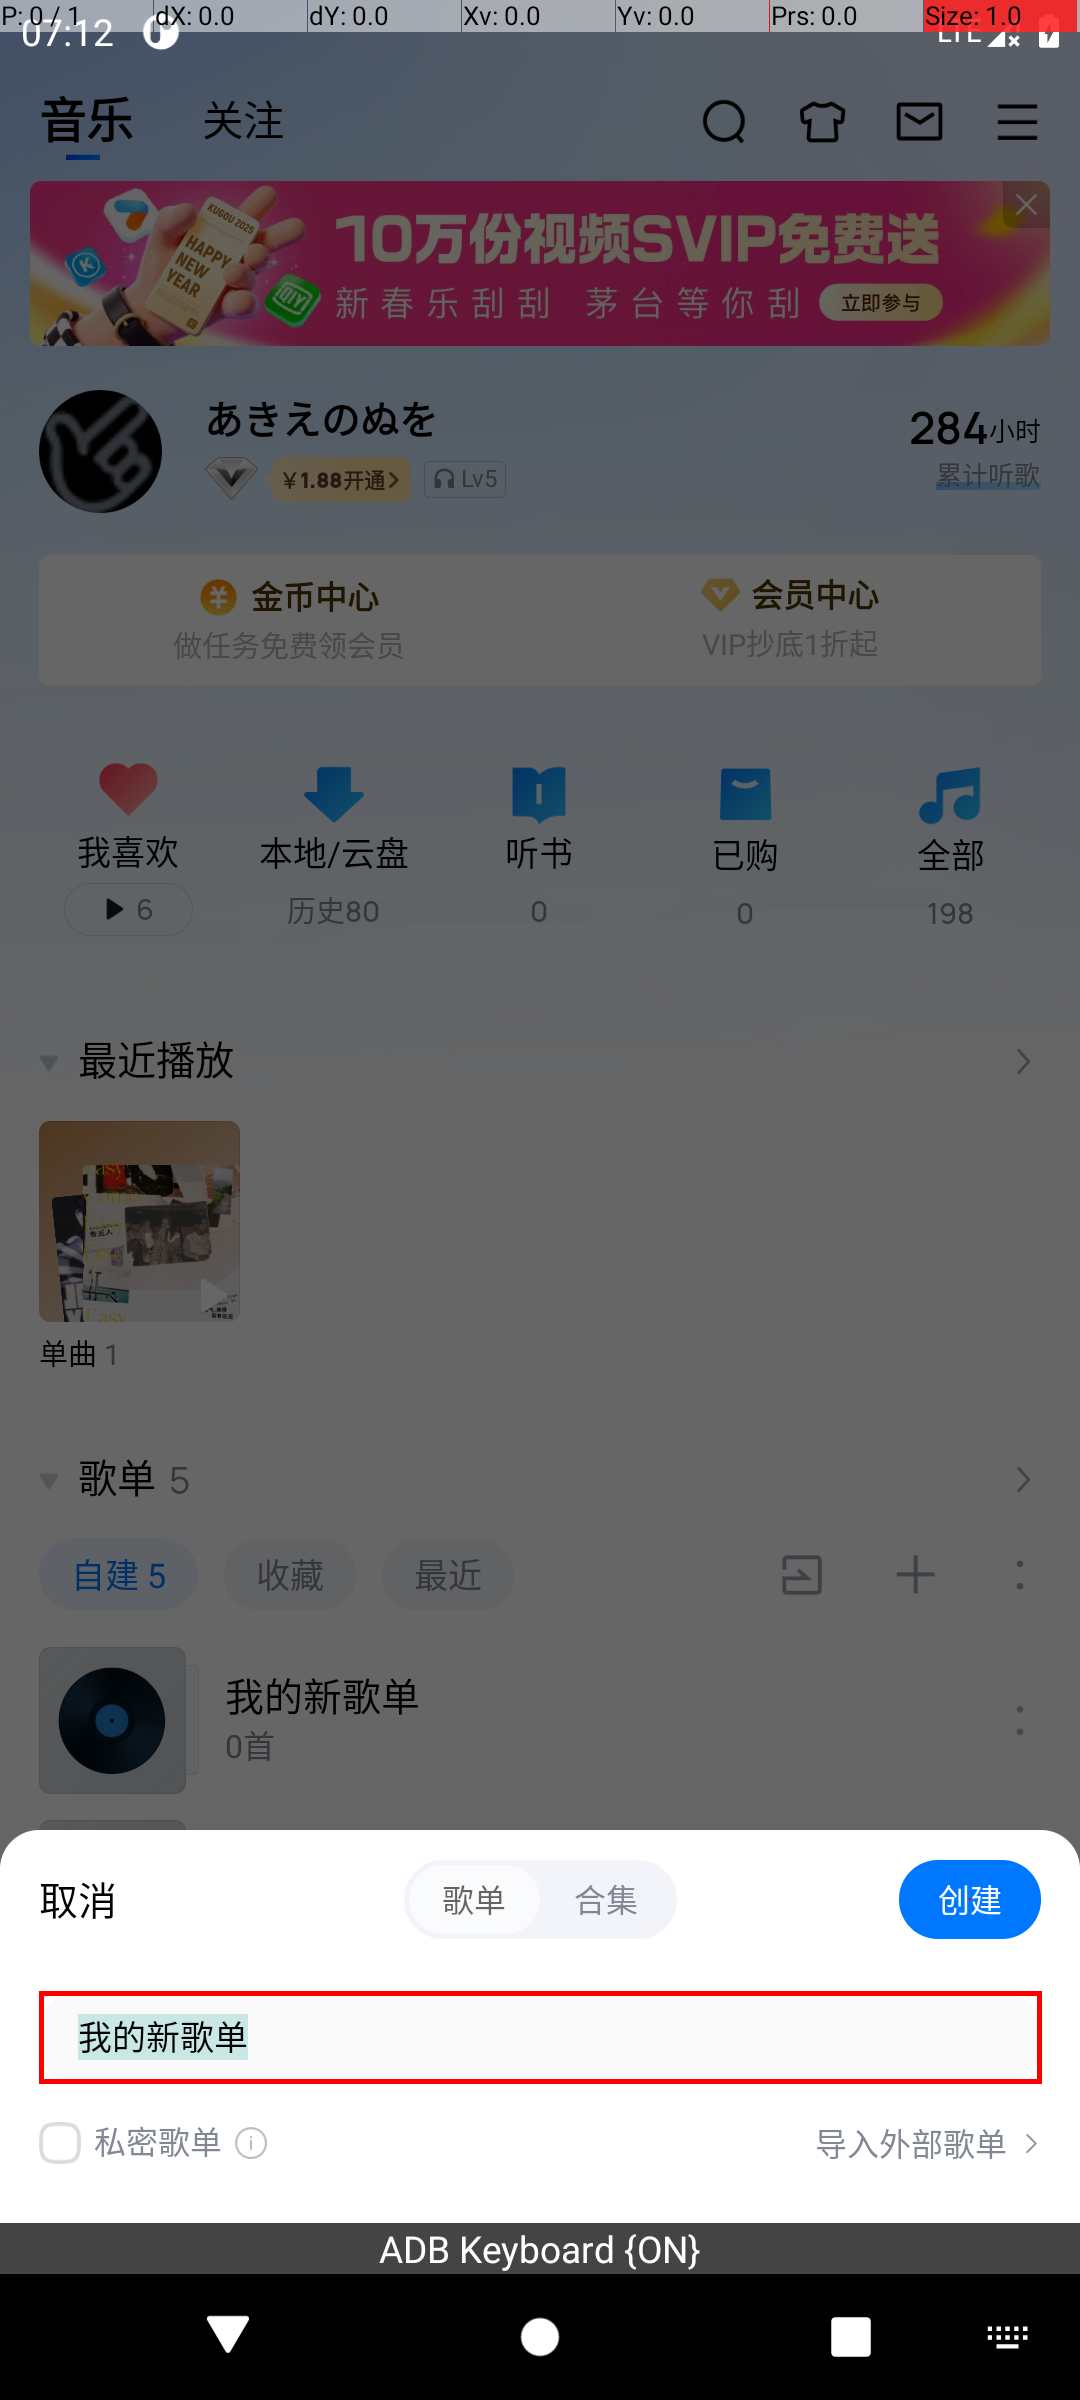 P: 0 / 1
dX: 0.0
dY: 0.0
Xv: 0.0
Yv: 0.0
Prs: 0.0
Size: 1.0
07:12
LTE
音乐
关注
KUGOU 2025
HAPPY
NEW
YEAR
10万份视频SVIP免费送
新春乐刮刮 茅台等你刮
立即参与
あきえのぬを
¥1.88开通
Lv5
284小时
累计听歌
金币中心
做任务免费领会员
会员中心
VIP抄底1折起
我喜欢
6
本地/云盘
历史80
听书
0
已购
0
全部
198
最近播放
单曲 1
歌单 5
自建 5
收藏
最近
我的新歌单
0首
取消
歌单
合集
创建
我的新歌单
私密歌单
导入外部歌单
ADB Keyboard {ON}